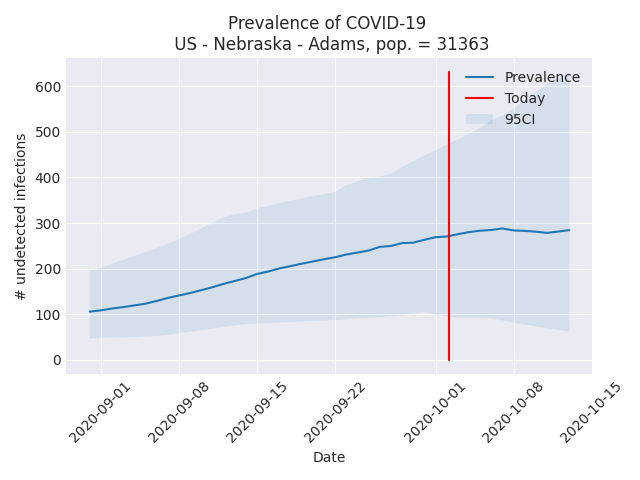 Prevalence of COVID-19
US - Nebraska - Adams, pop. = 31363
Prevalence
Today
95CI
# undetected infections
600
500
400
300
200
100
0
2020-09-01
2020-09-08
2020-09-15
2020-09-22
2020-10-01
2020-10-08
2020-10-15
Date